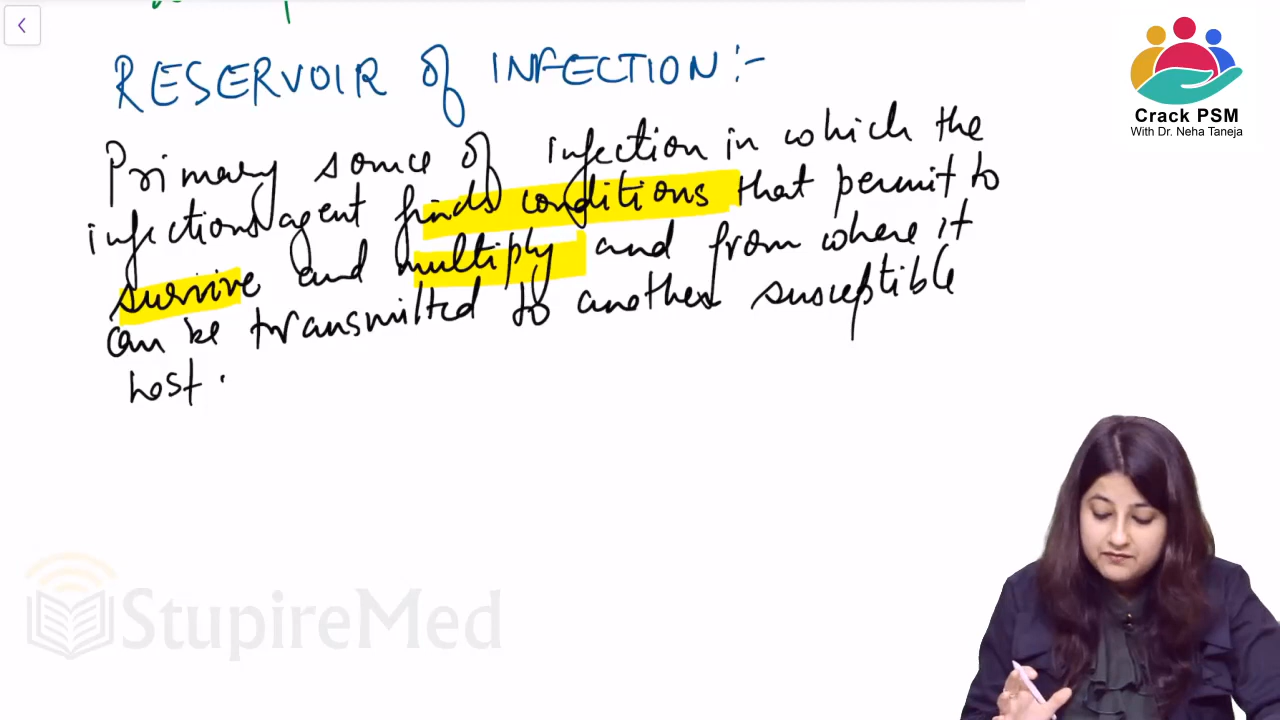 RESERVOIR of INFECTION :-
Primary source of infection in which the
infectious agent finds conditions that permit to
survive and multiply and from where it
can be transmitted to another susceptible
host.
Crack PSM
With Dr. Neha Taneja
StupireMed